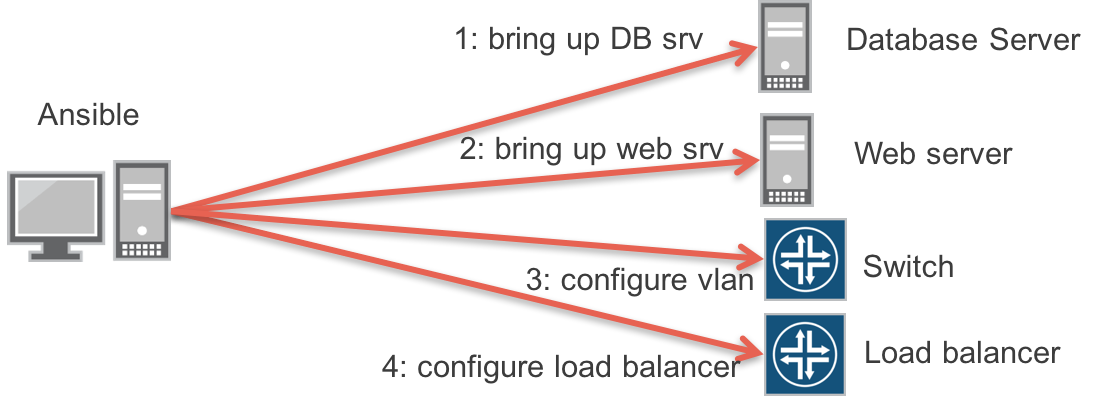 1: bring up DB srv
Database Server
Ansible
2: bring up web srv
Web server
3: configure vlan
Switch
4: configure load balancer
Load balancer